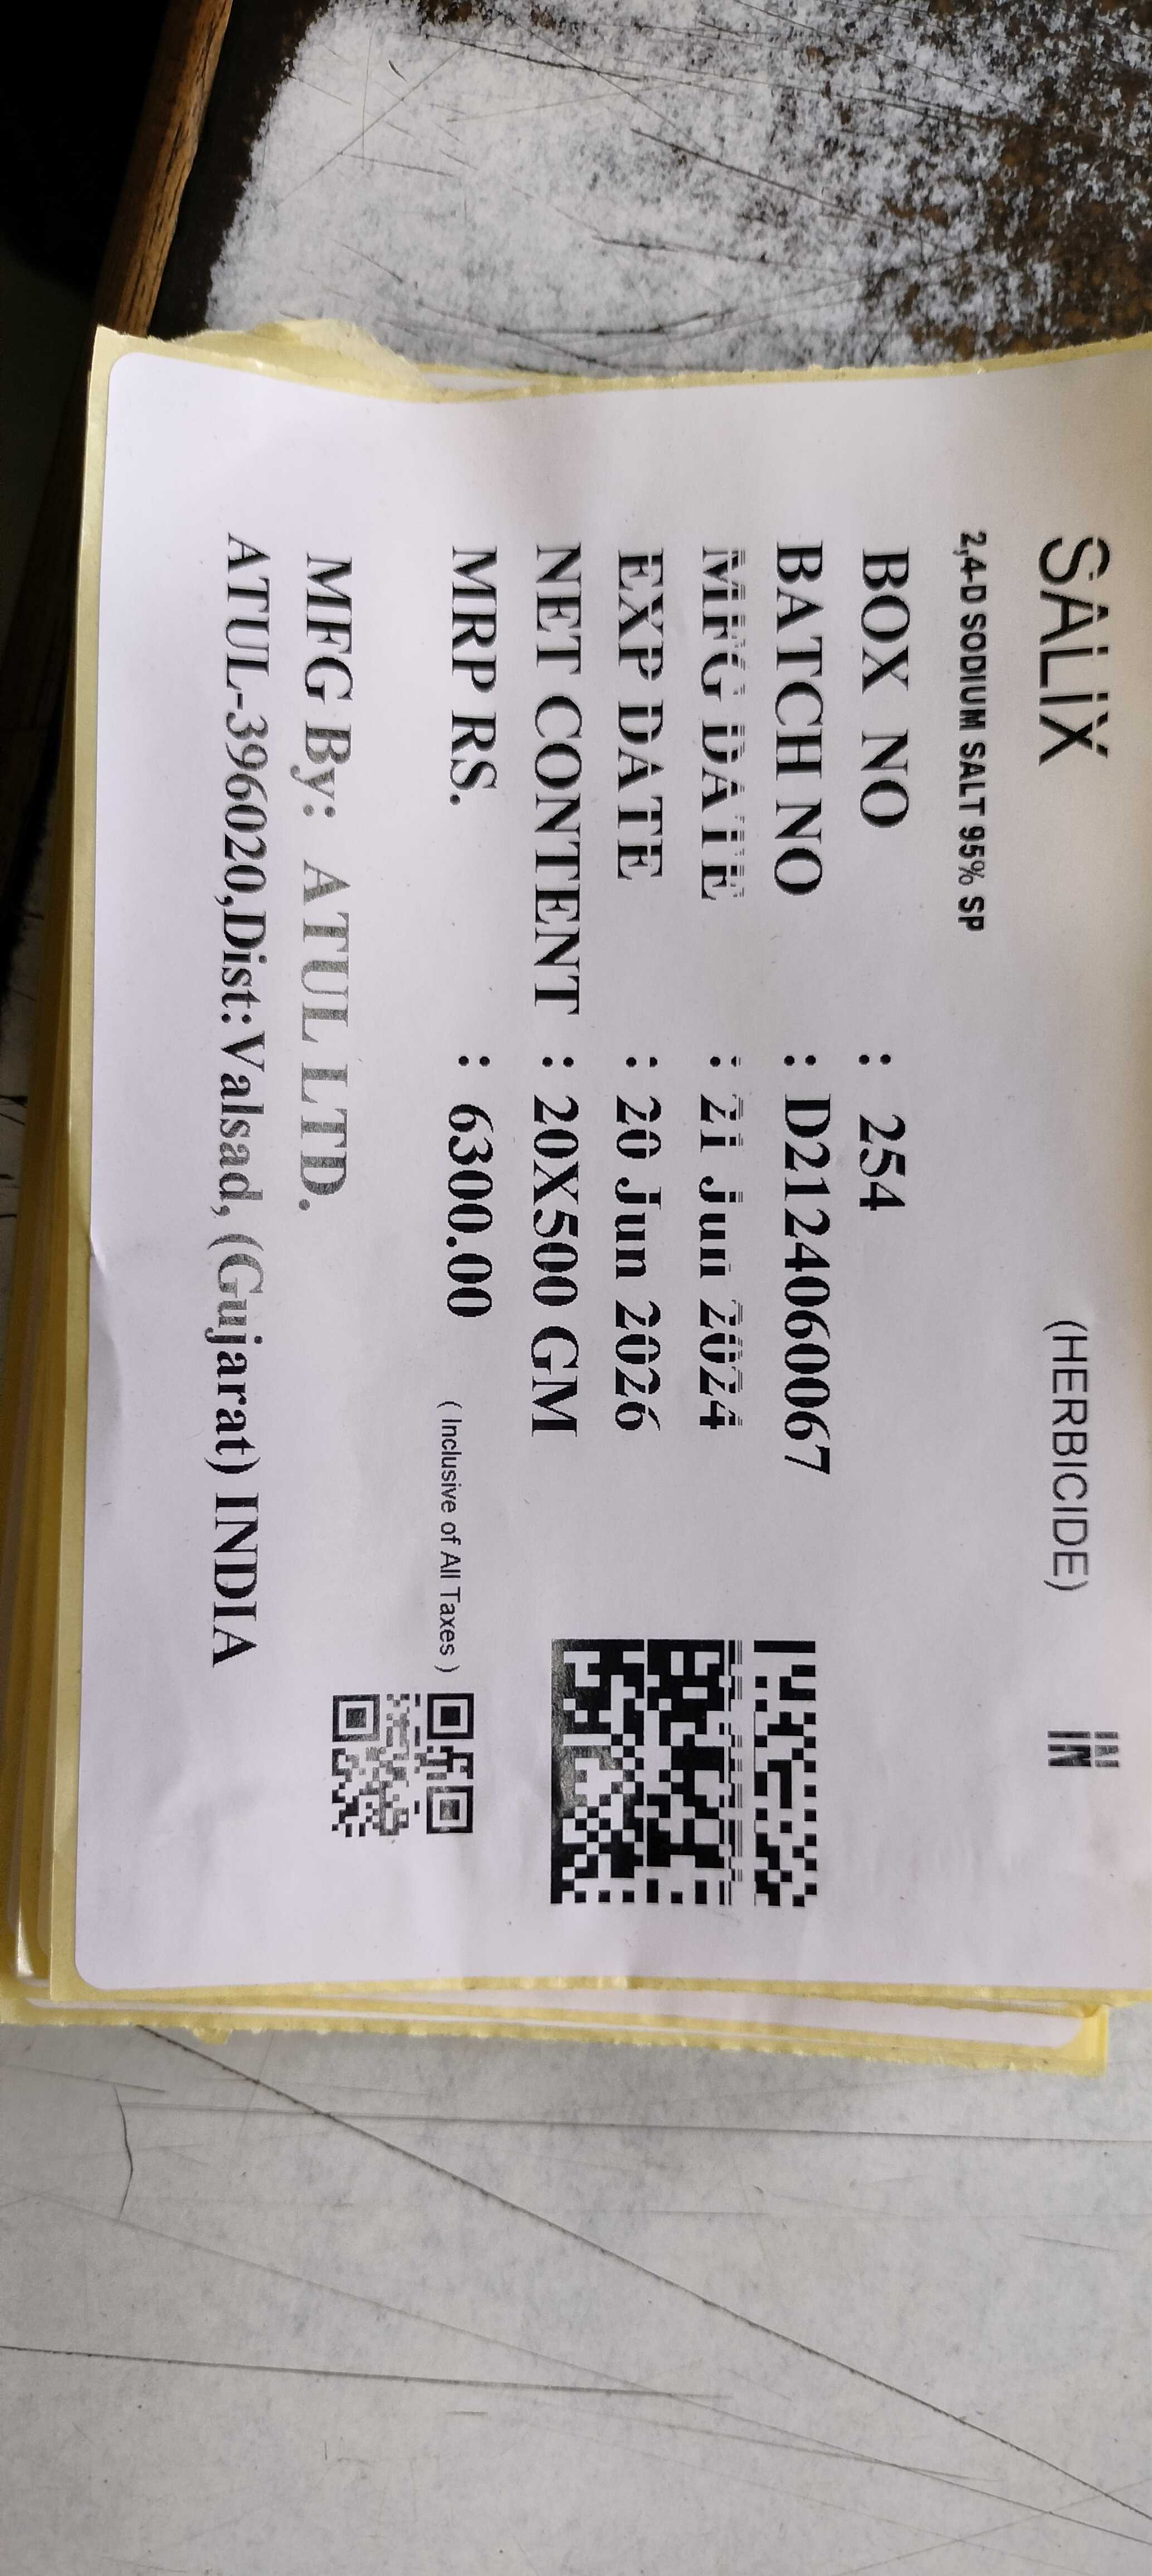 SALIX (HERBICIDE) IN
2,4-D SODIUM SALT 95% SP
BOX NO : 254
BATCH NO : D2124060067
MFG DATE : 21 Jun 2024
EXP DATE : 20 Jun 2026
NET CONTENT : 20X500 GM
MRP RS. : 6300.00 ( Inclusive of All Taxes )
MFG By: ATUL LTD.
ATUL-396020,Dist:Valsad, (Gujarat) INDIA